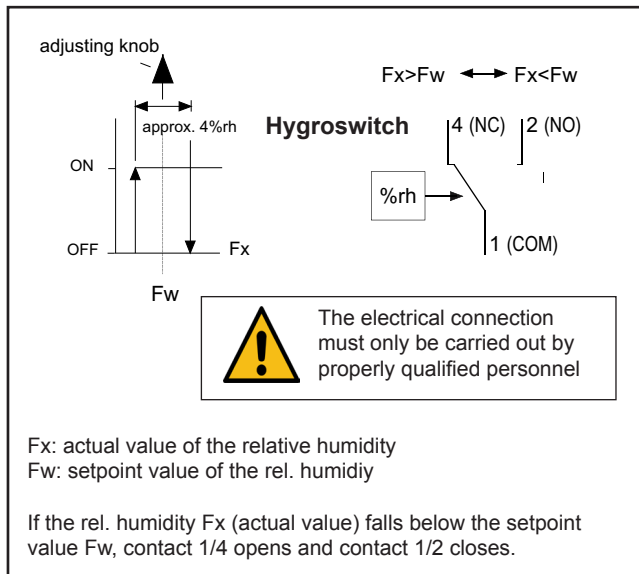 adjusting knob
Fx>Fw
Fx<Fw
approx. 4%rh
Hygroswitch
4 (NC)
2 (NO)
ON
%rh
OFF
Fx
1 (COM)
Fw
The electrical connection
must only be carried out by
properly qualified personnel
Fx: actual value of the relative humidity
Fw: setpoint value of the rel. humidiy
If the rel. humidity Fx (actual value) falls below the setpoint
value Fw, contact 1/4 opens and contact 1/2 closes.